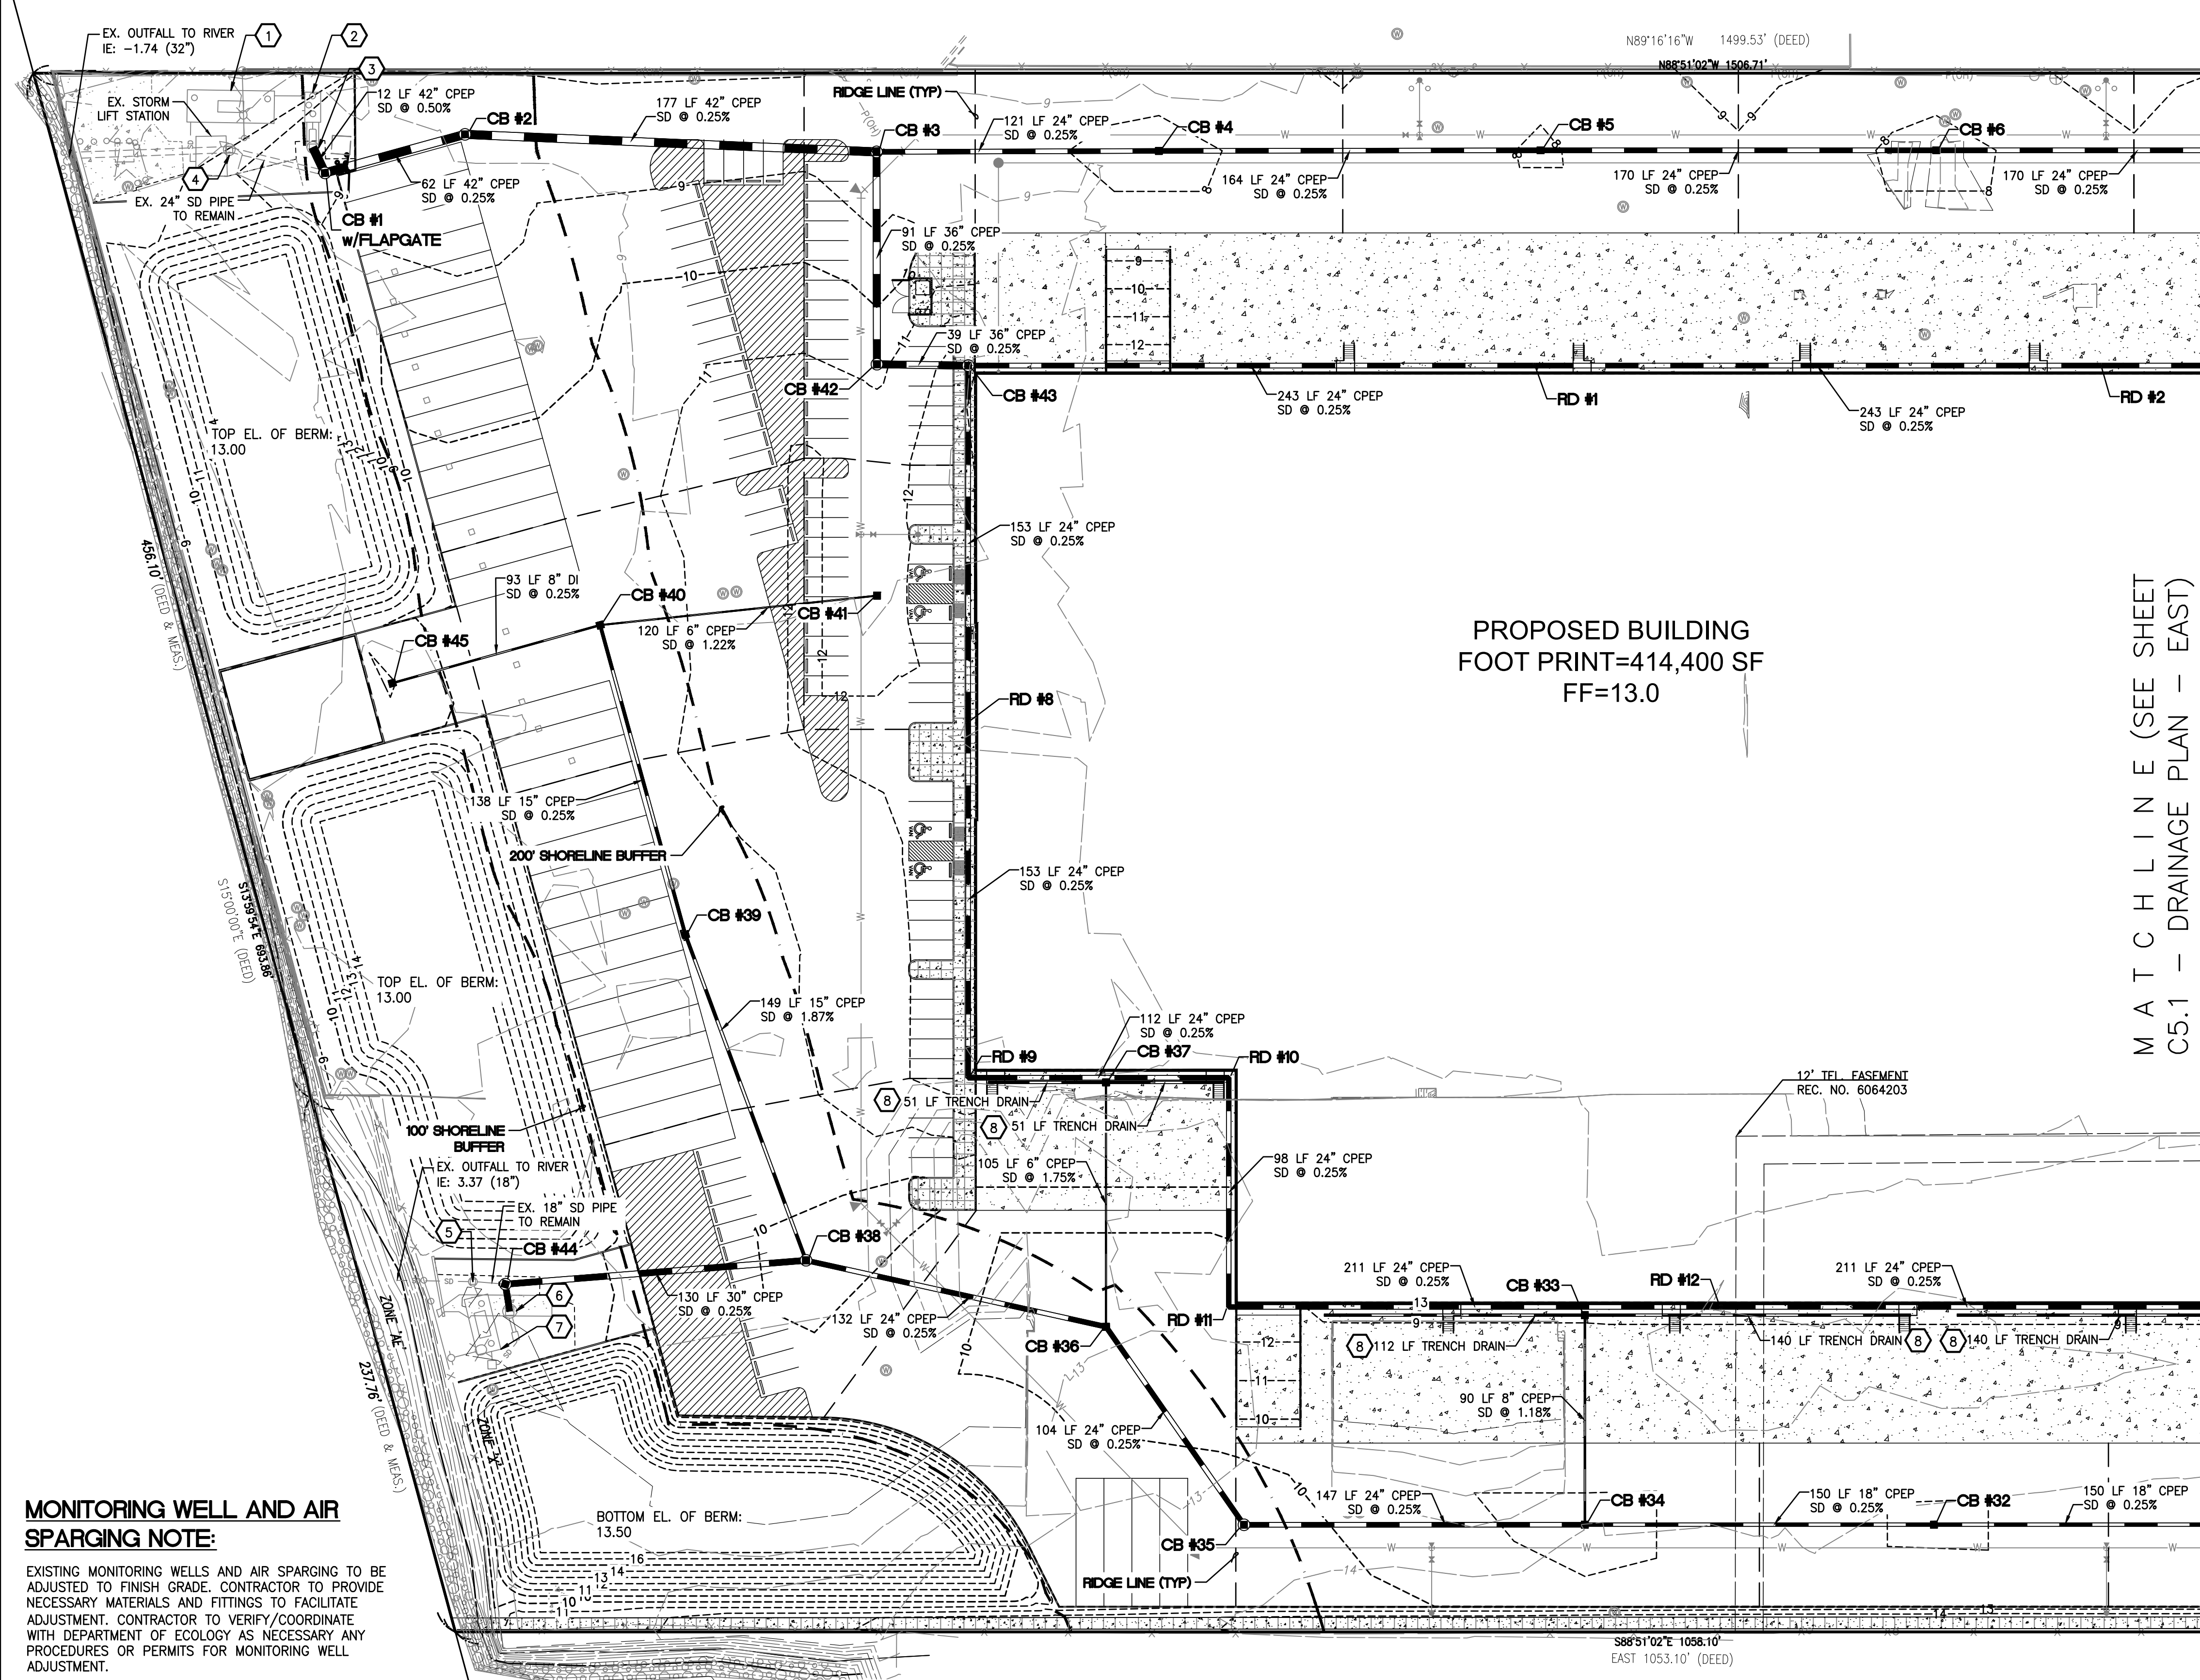 EX. OUTFALL TO RIVER
IE: -1.74 (32")
1
2
3
12 LF 42" CPEP
SD @ 0.50%
EX. STORM
LIFT STATION
CB #2
177 LF 42" CPEP
SD @ 0.25%
RIDGE LINE (TYP)
9
121 LF 24" CPEP
SD @ 0.25%
CB #3
CB #4
CB #5
CB #6
N89°16'16"W 1499.53' (DEED)
N88°51'02"W 1506.71'
4
EX. 24" SD PIPE
TO REMAIN
62 LF 42" CPEP
SD @ 0.25%
CB #1
w/FLAPGATE
164 LF 24" CPEP
SD @ 0.25%
170 LF 24" CPEP
SD @ 0.25%
170 LF 24" CPEP
SD @ 0.25%
91 LF 36" CPEP
SD @ 0.25%
10
9
10
11
12
39 LF 36" CPEP
SD @ 0.25%
CB #42
CB #43
243 LF 24" CPEP
SD @ 0.25%
RD #1
243 LF 24" CPEP
SD @ 0.25%
RD #2
TOP EL. OF BERM:
13.00
456.10' (DEED & MEAS.)
153 LF 24" CPEP
SD @ 0.25%
93 LF 8" DI
SD @ 0.25%
CB #40
CB #41
120 LF 6" CPEP
SD @ 1.22%
CB #45
PROPOSED BUILDING
FOOT PRINT=414,400 SF
FF=13.0
MATCHLINE (SEE SHEET
C5.1 - DRAINAGE PLAN - EAST)
RD #8
138 LF 15" CPEP
SD @ 0.25%
200' SHORELINE BUFFER
153 LF 24" CPEP
SD @ 0.25%
S13°59'54"E 693.86'
S15°00'00"E (DEED)
CB #39
TOP EL. OF BERM:
13.00
149 LF 15" CPEP
SD @ 1.87%
112 LF 24" CPEP
SD @ 0.25%
CB #37
RD #9
RD #10
8
51 LF TRENCH DRAIN
8
51 LF TRENCH DRAIN
12' TEL. EASEMENT
REC. NO. 6064203
100' SHORELINE
BUFFER
EX. OUTFALL TO RIVER
IE: 3.37 (18")
105 LF 6" CPEP
SD @ 1.75%
98 LF 24" CPEP
SD @ 0.25%
EX. 18" SD PIPE
TO REMAIN
5
CB #44
CB #38
6
7
130 LF 30" CPEP
SD @ 0.25%
132 LF 24" CPEP
SD @ 0.25%
CB #36
RD #11
211 LF 24" CPEP
SD @ 0.25%
CB #33
RD #12
211 LF 24" CPEP
SD @ 0.25%
8
112 LF TRENCH DRAIN
140 LF TRENCH DRAIN
8
8
140 LF TRENCH DRAIN
ZONE 'AE'
237.76' (DEED & MEAS.)
12
11
10
90 LF 8" CPEP
SD @ 1.18%
104 LF 24" CPEP
SD @ 0.25%
147 LF 24" CPEP
SD @ 0.25%
CB #34
150 LF 18" CPEP
SD @ 0.25%
CB #32
150 LF 18" CPEP
SD @ 0.25%
CB #35
RIDGE LINE (TYP)
BOTTOM EL. OF BERM:
13.50
MONITORING WELL AND AIR
SPARGING NOTE:
EXISTING MONITORING WELLS AND AIR SPARGING TO BE
ADJUSTED TO FINISH GRADE. CONTRACTOR TO PROVIDE
NECESSARY MATERIALS AND FITTINGS TO FACILITATE
ADJUSTMENT. CONTRACTOR TO VERIFY/COORDINATE
WITH DEPARTMENT OF ECOLOGY AS NECESSARY ANY
PROCEDURES OR PERMITS FOR MONITORING WELL
ADJUSTMENT.
S88°51'02"E 1058.10'
EAST 1053.10' (DEED)